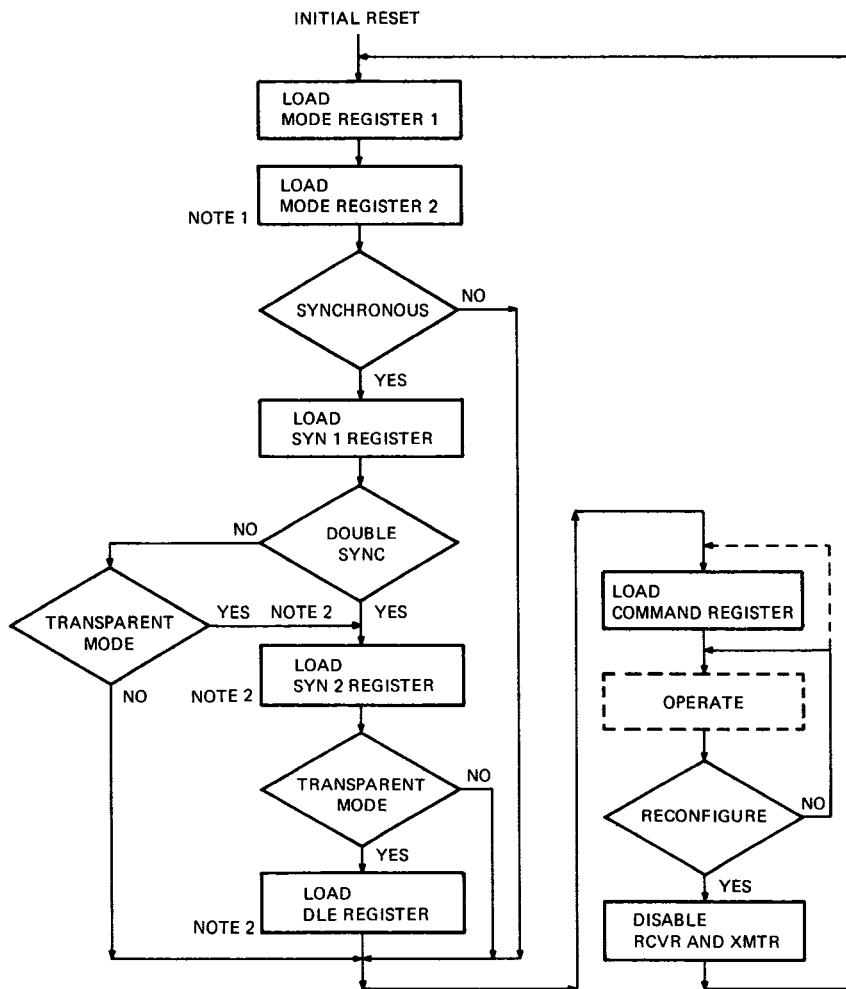 INITIAL RESET
LOAD
MODE REGISTER 1
LOAD
MODE REGISTER 2
NOTE 1
SYNCHRONOUS
NO
YES
LOAD
SYN 1 REGISTER
DOUBLE
SYNC
NO
YES
TRANSPARENT
MODE
YES
NOTE 2
NO
LOAD
SYN 2 REGISTER
NOTE 2
TRANSPARENT
MODE
NO
YES
LOAD
DLE REGISTER
NOTE 2
LOAD
COMMAND REGISTER
OPERATE
RECONFIGURE
NO
YES
DISABLE
RCVR AND XMTR